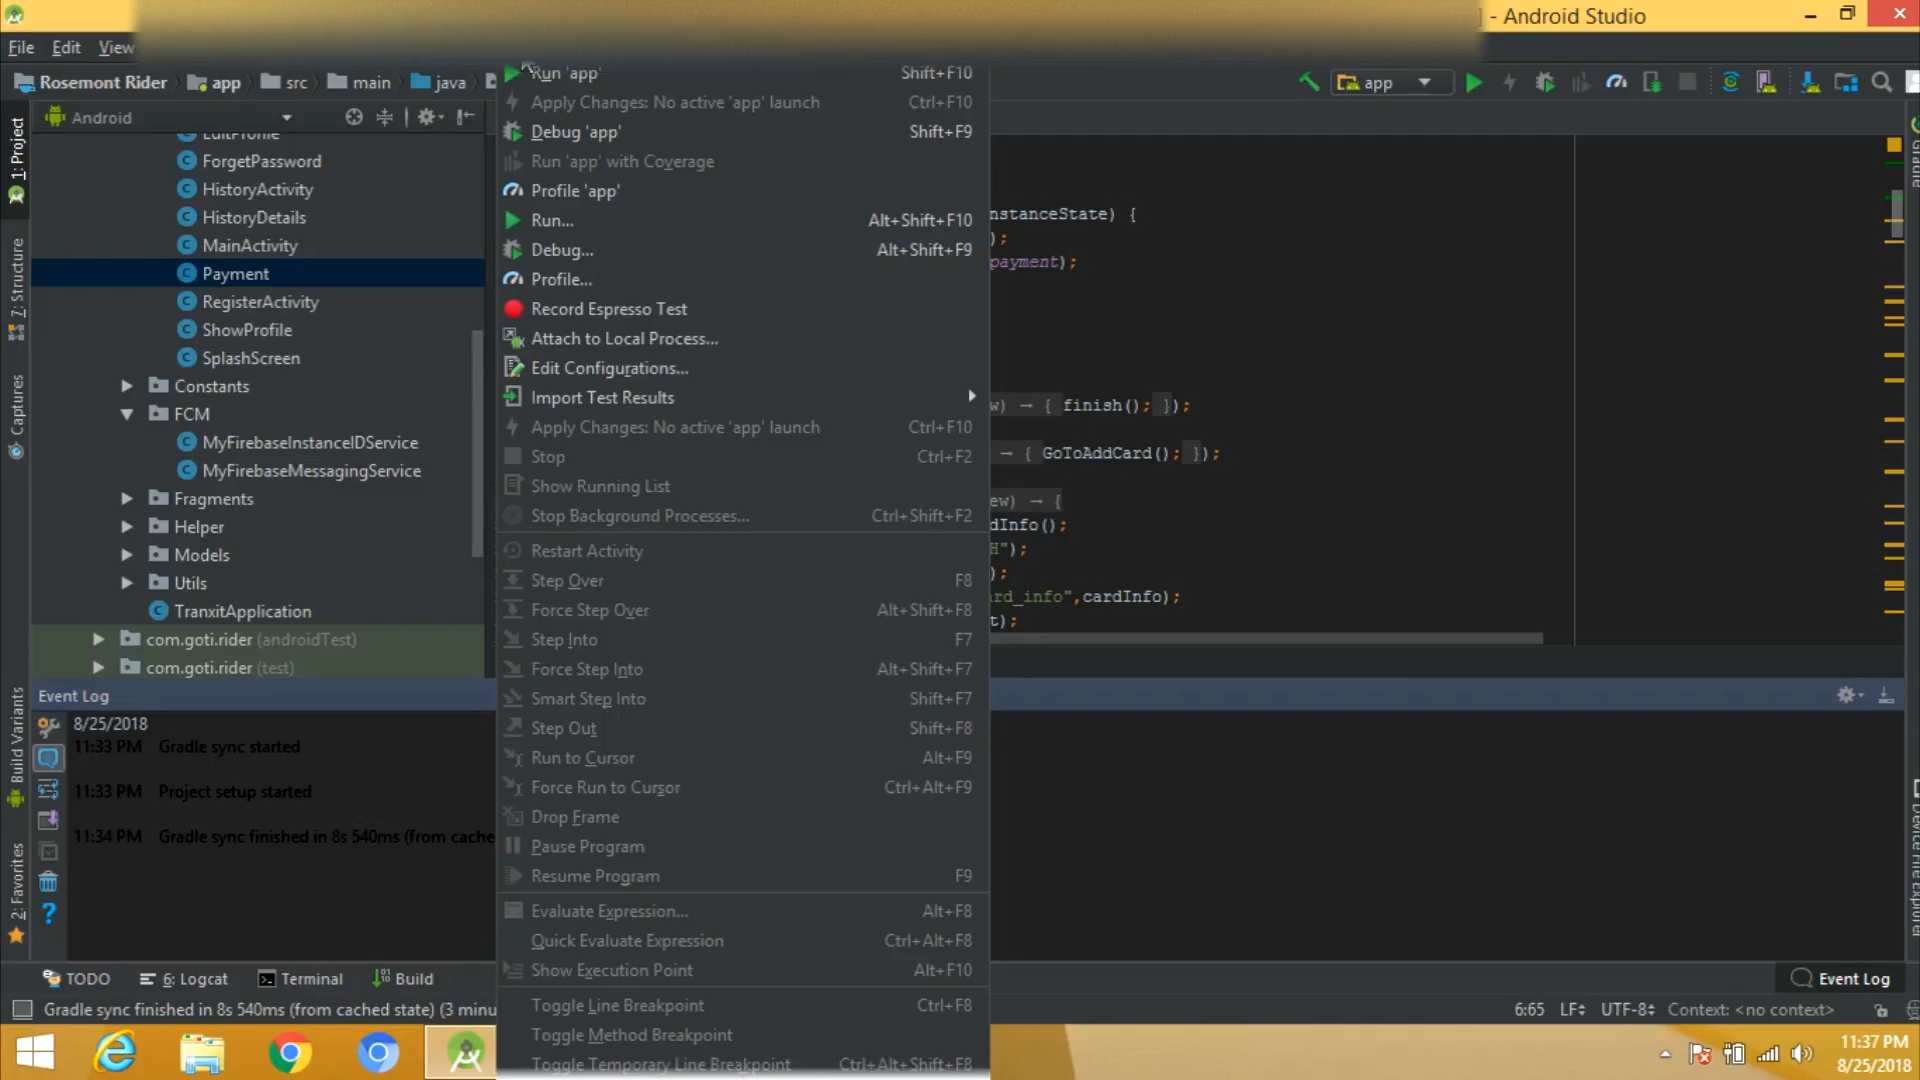 - Android Studio
File Edit View
Rosemont Rider app src main java
app
Android
EditProfile
ForgetPassword
HistoryActivity
HistoryDetails
MainActivity
Payment
RegisterActivity
ShowProfile
SplashScreen
Constants
FCM
MyFirebaseInstanceIDService
MyFirebaseMessagingService
Fragments
Helper
Models
Utils
TranxitApplication
com.goti.rider (androidTest)
com.goti.rider (test)
1: Project
7: Structure
Captures
Build Variants
2: Favorites
Run 'app' Shift+F10
Apply Changes: No active 'app' launch Ctrl+F10
Debug 'app' Shift+F9
Run 'app' with Coverage
Profile 'app'
Run... Alt+Shift+F10
Debug... Alt+Shift+F9
Profile...
Record Espresso Test
Attach to Local Process...
Edit Configurations...
Import Test Results
Apply Changes: No active 'app' launch Ctrl+F10
Stop Ctrl+F2
Show Running List
Stop Background Processes... Ctrl+Shift+F2
Restart Activity
Step Over F8
Force Step Over Alt+Shift+F8
Step Into F7
Force Step Into Alt+Shift+F7
Smart Step Into Shift+F7
Step Out Shift+F8
Run to Cursor Alt+F9
Force Run to Cursor Ctrl+Alt+F9
Drop Frame
Pause Program
Resume Program F9
Evaluate Expression... Alt+F8
Quick Evaluate Expression Ctrl+Alt+F8
Show Execution Point Alt+F10
Toggle Line Breakpoint Ctrl+F8
Toggle Method Breakpoint
Toggle Temporary Line Breakpoint Ctrl+Alt+Shift+F8
nstanceState) {
);
payment);
w) → { finish(); });
→ { GoToAddCard(); });
ew) → {
dInfo();
H");
);
rd_info",cardInfo);
t);
Gradle
Device File Explorer
Event Log
8/25/2018
11:33 PM Gradle sync started
11:33 PM Project setup started
11:34 PM Gradle sync finished in 8s 540ms (from cache
TODO 6: Logcat Terminal Build Event Log
Gradle sync finished in 8s 540ms (from cached state) (3 minu 6:65 LF UTF-8 Context: <no context>
11:37 PM
8/25/2018